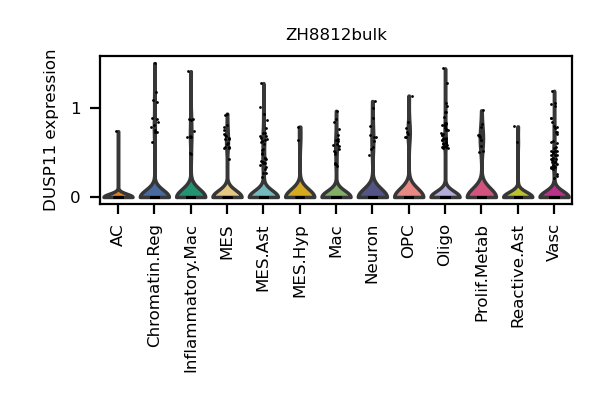 ZH8812bulk
DUSP11 expression
1
0
AC
Chromatin.Reg
Inflammatory.Mac
MES
MES.Ast
MES.Hyp
Mac
Neuron
OPC
Oligo
Prolif.Metab
Reactive.Ast
Vasc